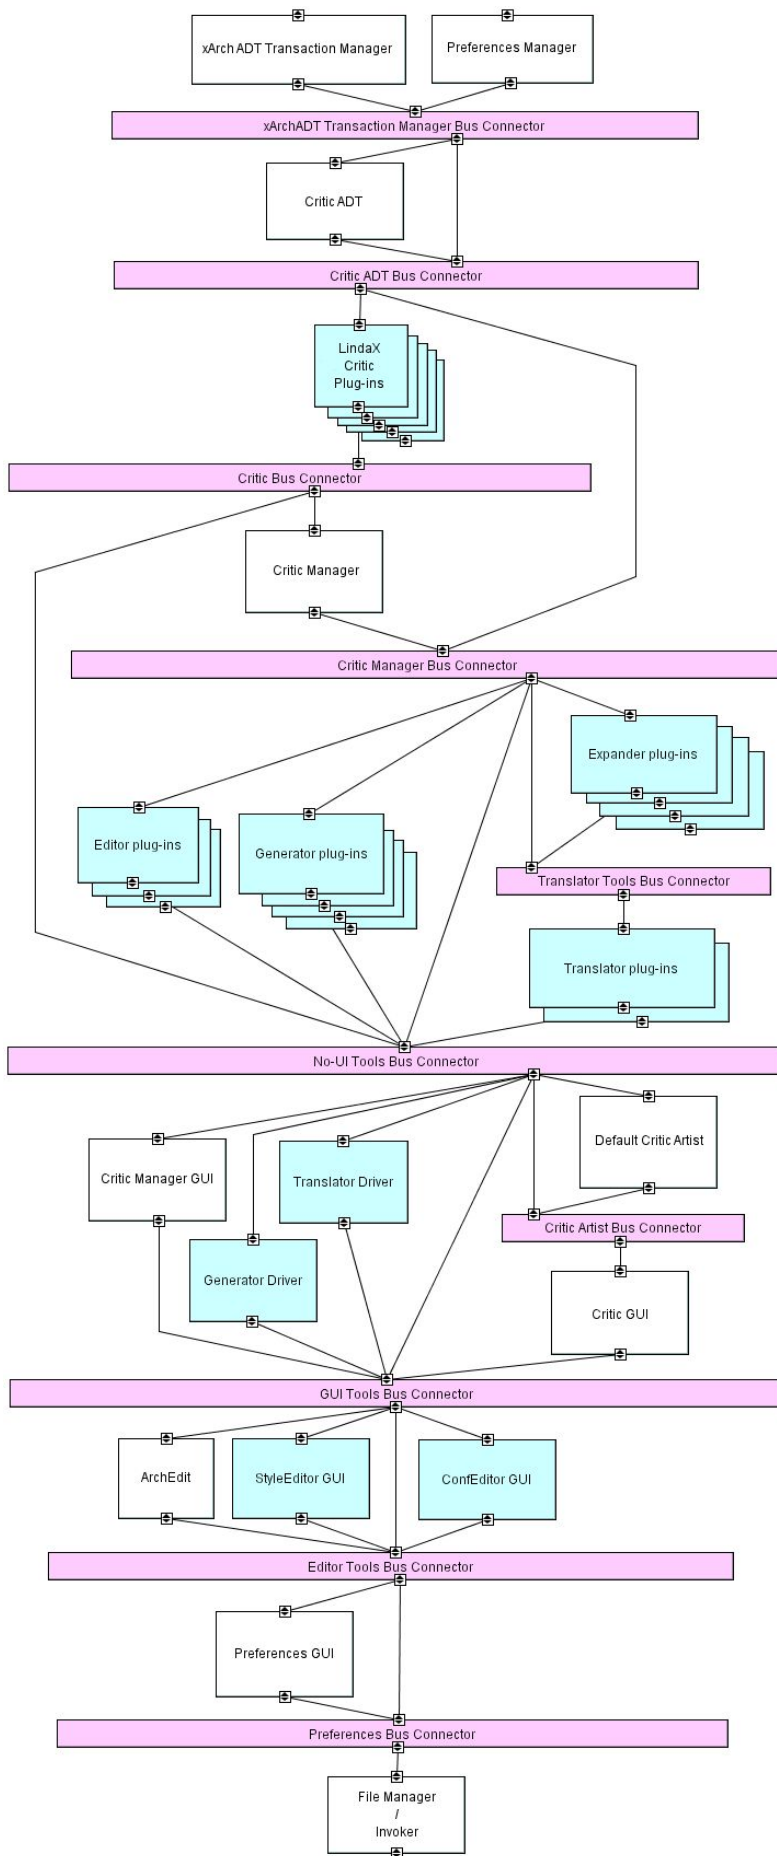 xArch ADT Transaction Manager
Preferences Manager
xArchADT Transaction Manager Bus Connector
Critic ADT
Critic ADT Bus Connector
LindaX
Critic
Plug-ins
Critic Bus Connector
Critic Manager
Critic Manager Bus Connector
Expander plug-ins
Editor plug-ins
Generator plug-ins
Translator Tools Bus Connector
Translator plug-ins
No-UI Tools Bus Connector
Default Critic Artist
Critic Manager GUI
Translator Driver
Critic Artist Bus Connector
Generator Driver
Critic GUI
GUI Tools Bus Connector
ArchEdit
StyleEditor GUI
ConfEditor GUI
Editor Tools Bus Connector
Preferences GUI
Preferences Bus Connector
File Manager
/
Invoker